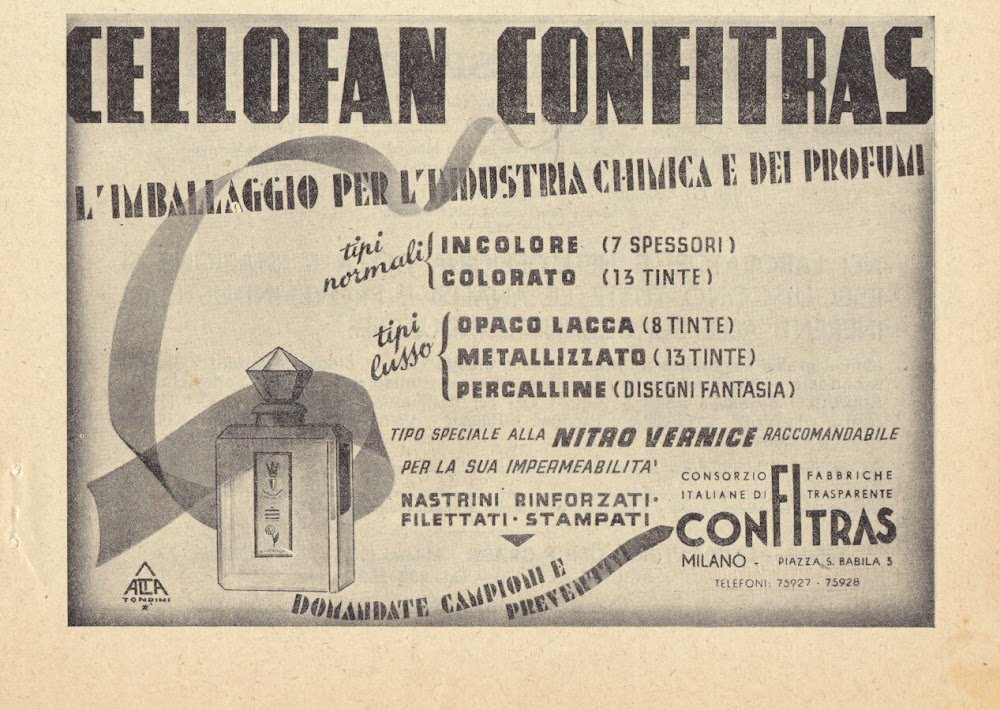 CELLOFAN CONFITRAS
L'IMBALLAGGIO PER L'INDUSTRIA CHIMICA E DEI PROFUMI
tipi normali { INCOLORE (7 SPESSORI)
COLORATO (13 TINTE)
tipi lusso { OPACO LACCA (8 TINTE)
METALLIZZATO (13 TINTE)
PERCALLINE (DISEGNI FANTASIA)
TIPO SPECIALE ALLA NITRO VERNICE RACCOMANDABILE
PER LA SUA IMPERMEABILITA'
NASTRINI RINFORZATI·
FILETTATI · STAMPATI
CONSORZIO FABBRICHE
ITALIANE DI TRASPARENTE
CONFITRAS
MILANO - PIAZZA S. BABILA 3
TELEFONI: 75927 - 75928
DOMANDATE CAMPIONI E
PREVENTIVI
ALCA
TONDINI